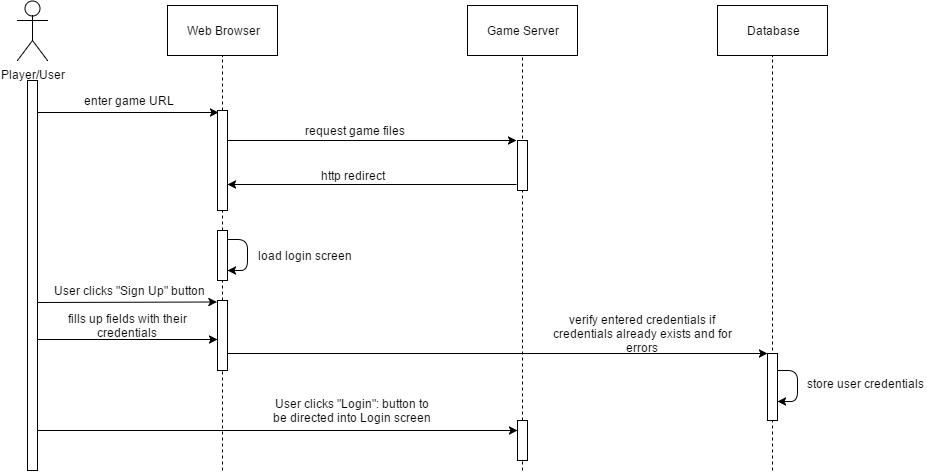 Web Browser
Game Server
Database
Player/User
enter game URL
request game files
http redirect
load login screen
User clicks "Sign Up" button
fills up fields with their
credentials
verify entered credentials if
credentials already exists and for
errors
store user credentials
User clicks "Login": button to
be directed into Login screen